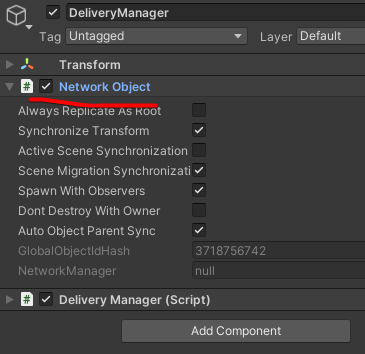 DeliveryManager
Tag Untagged Layer Default
Transform
# Network Object
Always Replicate As Root
Synchronize Transform
Active Scene Synchronization
Scene Migration Synchronizati
Spawn With Observers
Dont Destroy With Owner
Auto Object Parent Sync
GlobalObjectIdHash 3718756742
NetworkManager null
# Delivery Manager (Script)
Add Component